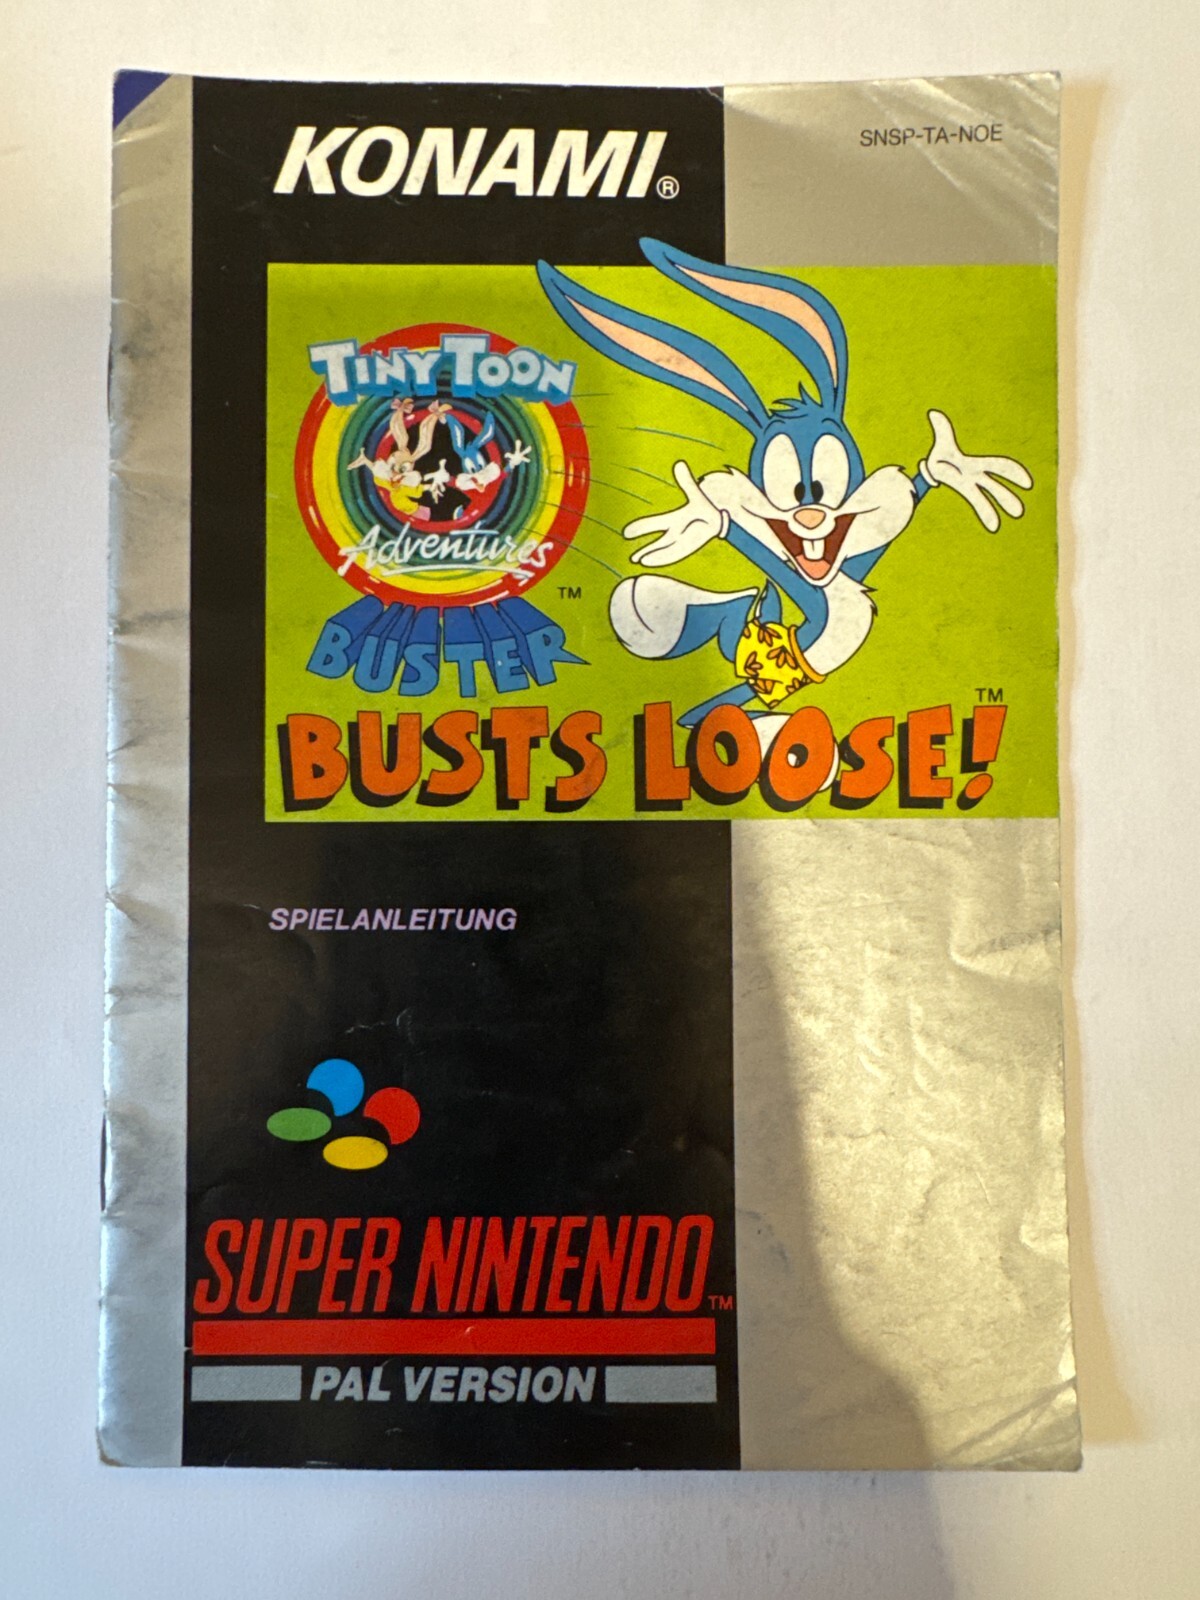 KONAMI®
SNSP-TA-NOE
TINY TOON
Adventures
TM
BUSTER
BUSTS LOOSE!
TM
SPIELANLEITUNG
SUPER NINTENDO TM
PAL VERSION